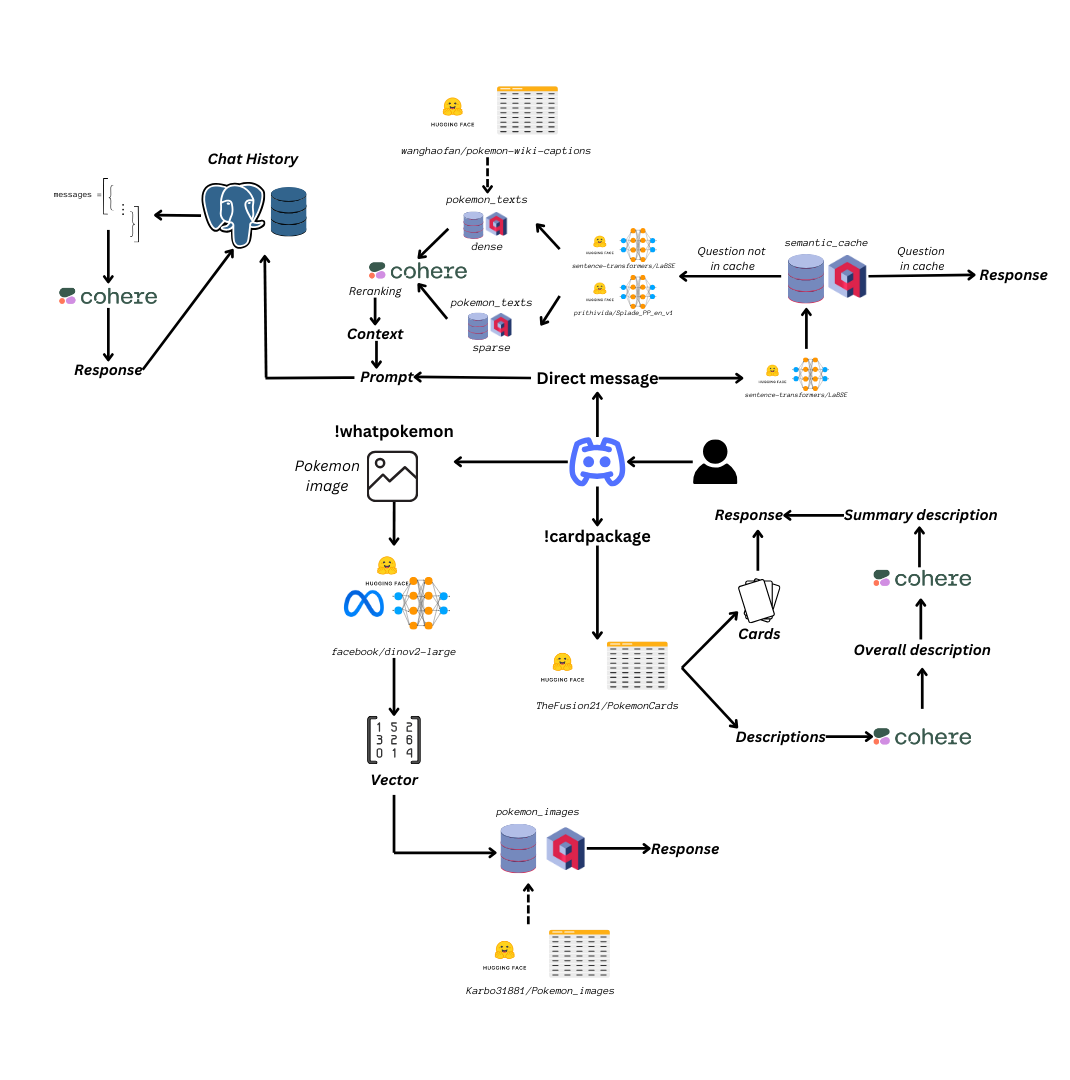 HUGGING FACE
wanghaofan/pokemon-wiki-captions
Chat History
messages =
pokemon_texts
dense
cohere
Reranking
HUGGING FACE
sentence-transformers/LaBSE
HUGGING FACE
prithivida/Splade_PP_en_v1
Question not
in cache
semantic_cache
Question
in cache
Response
cohere
pokemon_texts
sparse
Context
Response
Prompt
Direct message
HUGGING FACE
sentence-transformers/LaBSE
!whatpokemon
Pokemon
image
!cardpackage
Response
Summary description
HUGGING FACE
cohere
facebook/dinov2-large
Cards
Overall description
HUGGING FACE
TheFusion21/PokemonCards
Descriptions
cohere
1 5 2
3 2 6
0 1 4
Vector
pokemon_images
Response
HUGGING FACE
Karbo31881/Pokemon_images